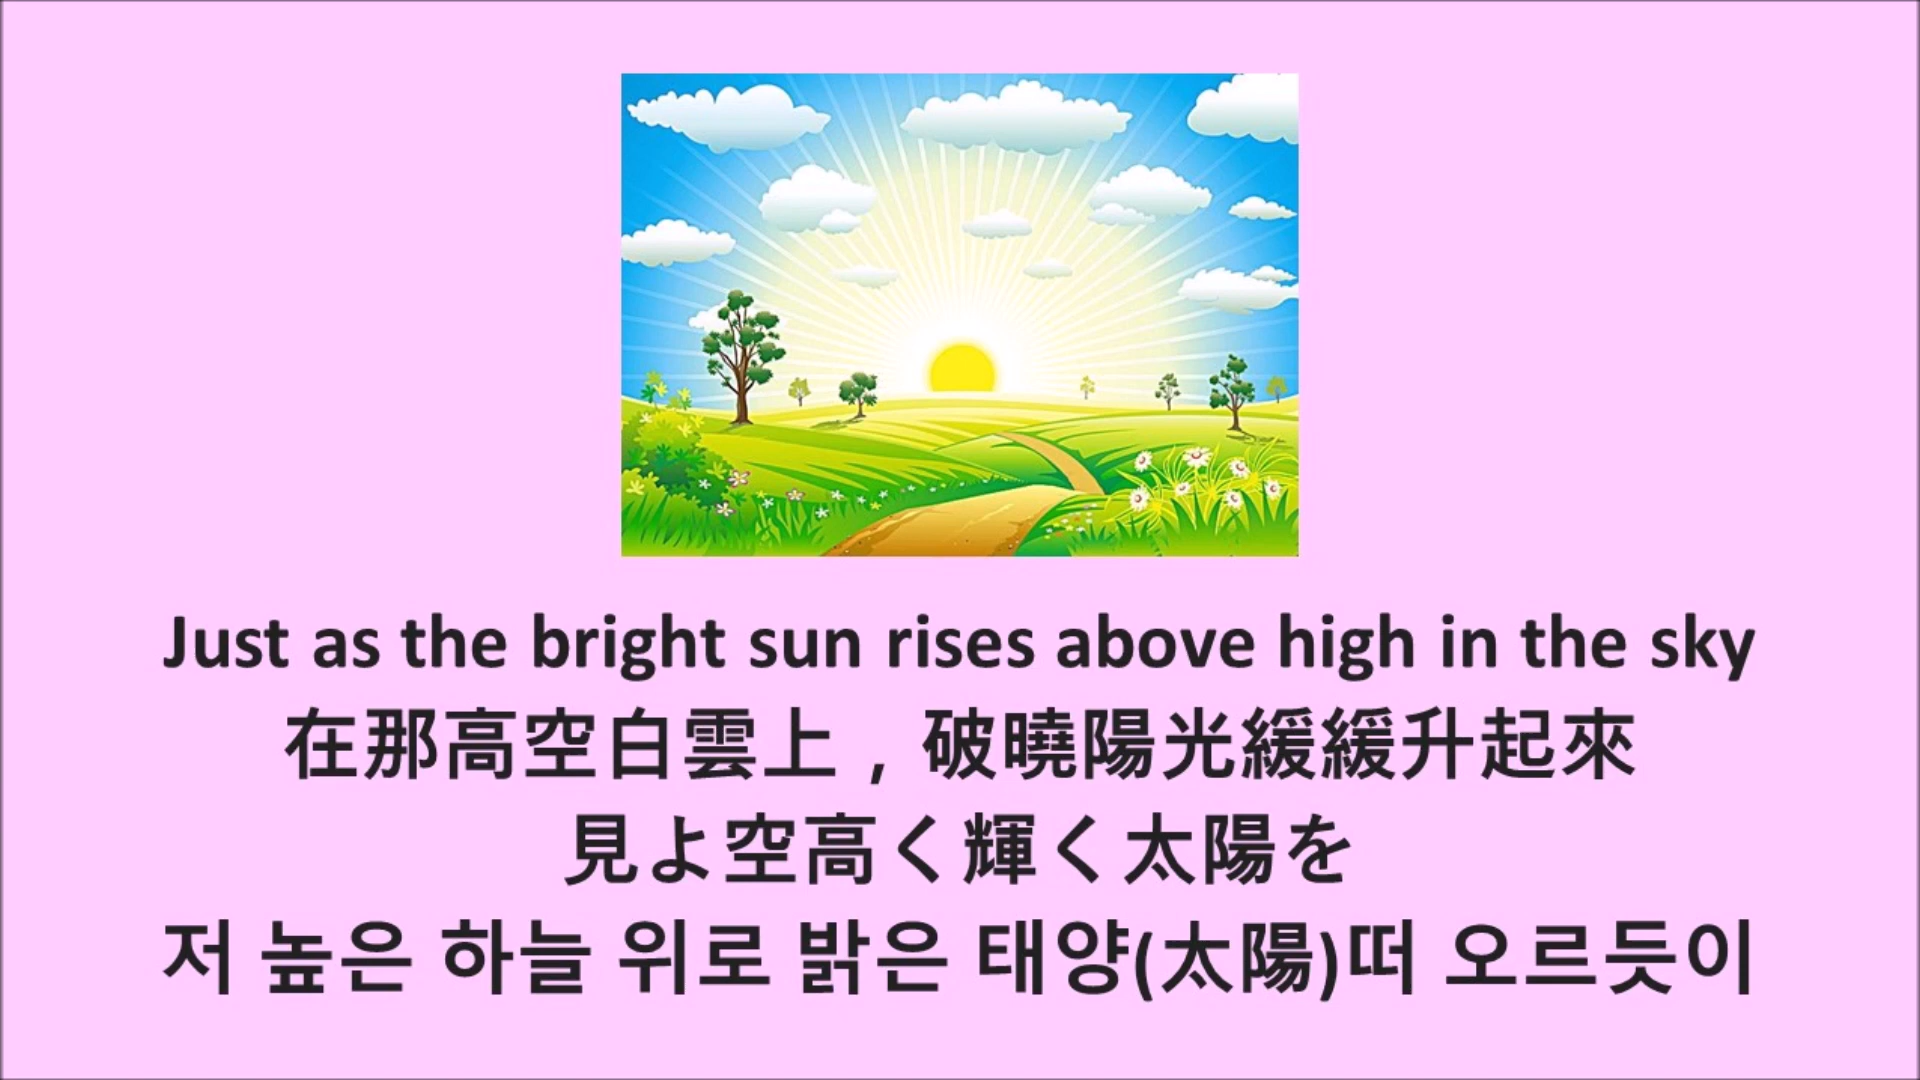 Just as the bright sun rises above high in the sky
在那高空白雲上，破曉陽光緩緩升起來
見よ空高く輝く太陽を
저 높은 하늘 위로 밝은 태양(太陽)떠 오르듯이